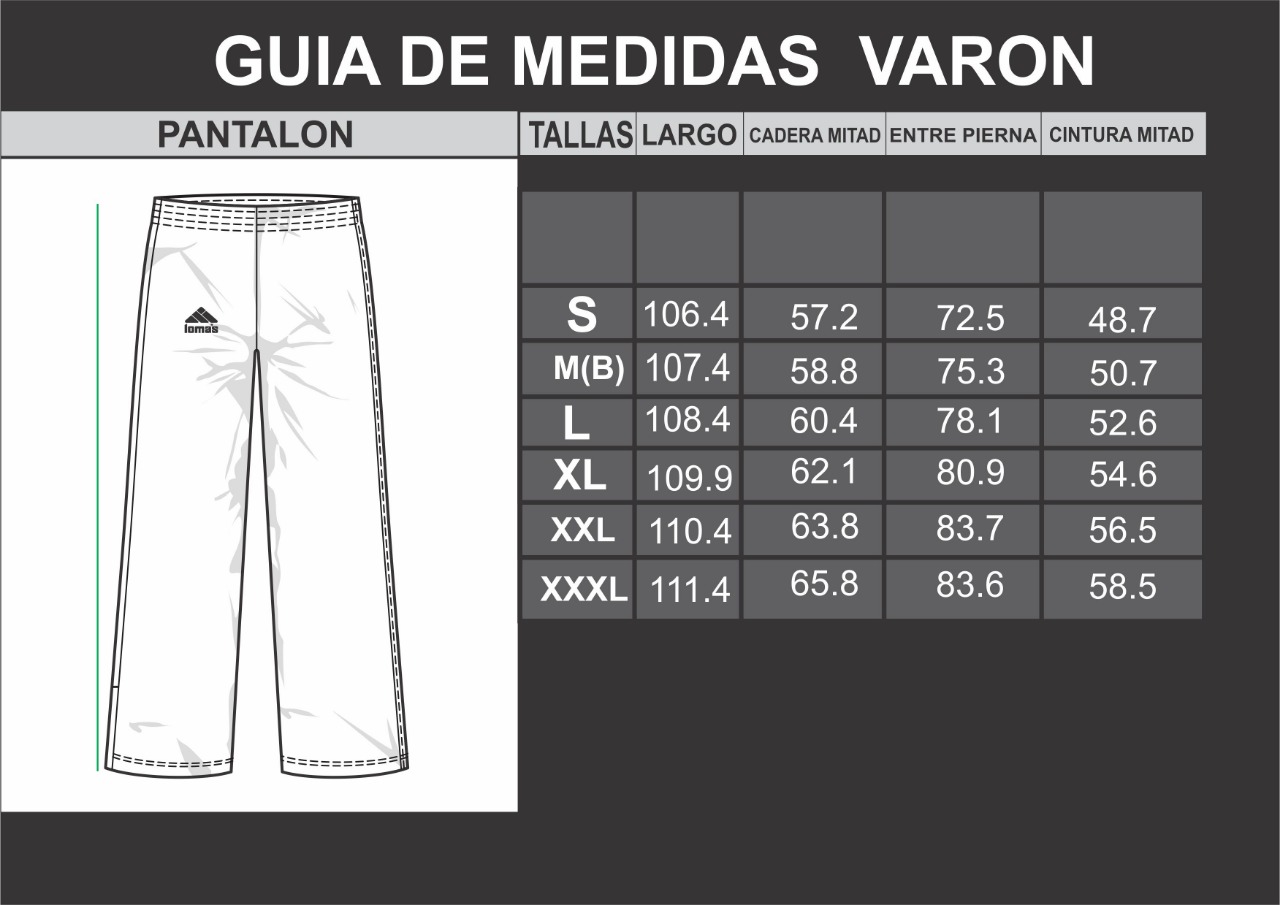 GUIA DE MEDIDAS VARON
PANTALON TALLAS LARGO CADERA MITAD ENTRE PIERNA CINTURA MITAD
loma's
S 106.4 57.2 72.5 48.7
M(B) 107.4 58.8 75.3 50.7
L 108.4 60.4 78.1 52.6
XL 109.9 62.1 80.9 54.6
XXL 110.4 63.8 83.7 56.5
XXXL 111.4 65.8 83.6 58.5